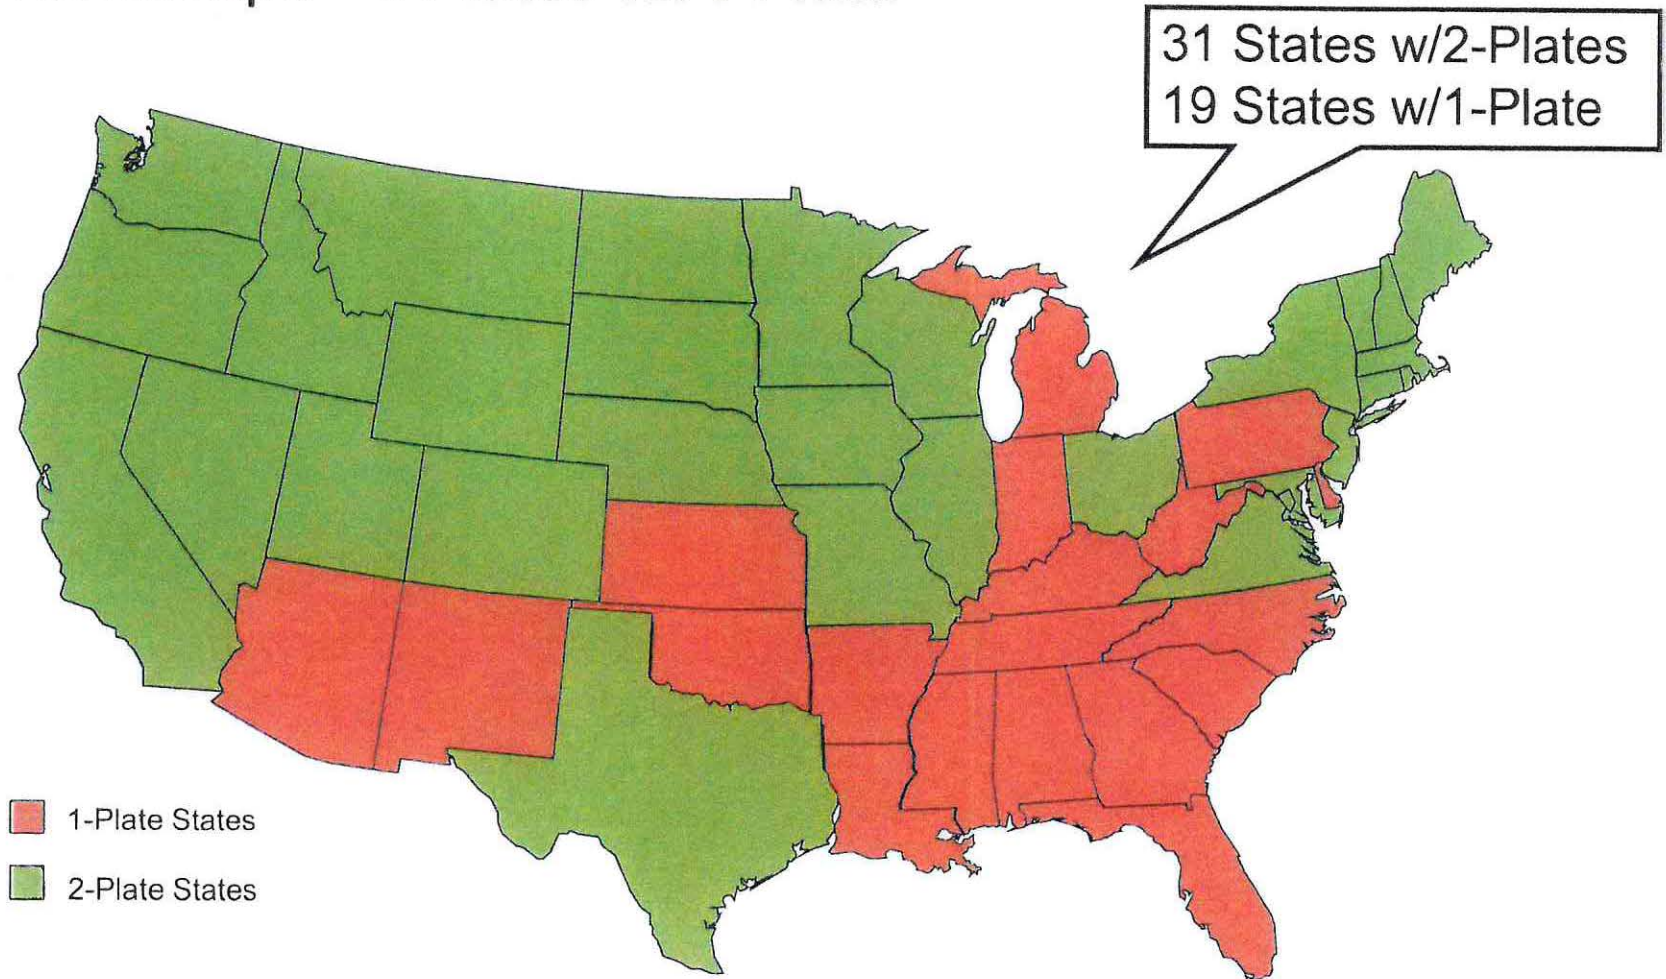 31 States w/2-Plates
19 States w/1-Plate
1-Plate States
2-Plate States